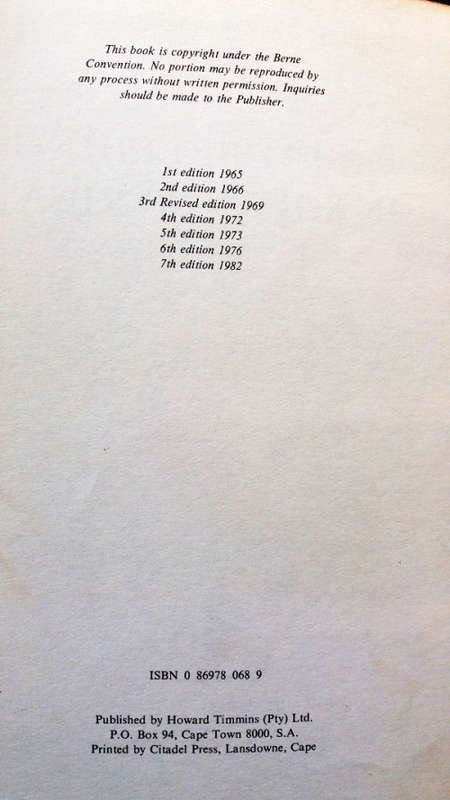 This book is copyright under the Berne
Convention. No portion may be reproduced by
any process without written permission. Inquiries
should be made to the Publisher.
1st edition 1965
2nd edition 1966
3rd Revised edition 1969
4th edition 1972
5th edition 1973
6th edition 1976
7th edition 1982
ISBN 0 86978 068 9
Published by Howard Timmins (Pty) Ltd.
P.O. Box 94, Cape Town 8000, S.A.
Printed by Citadel Press, Lansdowne, Cape